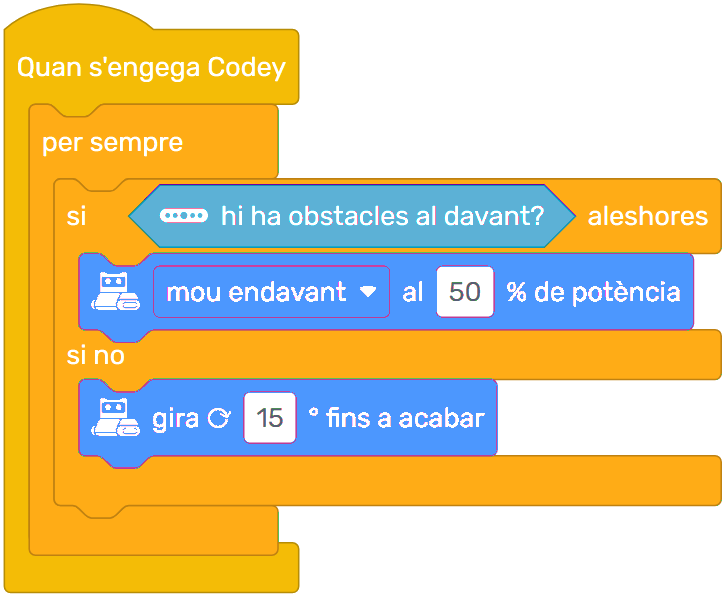 Quan s'engega Codey
per sempre
si hi ha obstacles al davant? aleshores
mou endavant al 50 % de potència
si no
gira 15 ° fins a acabar